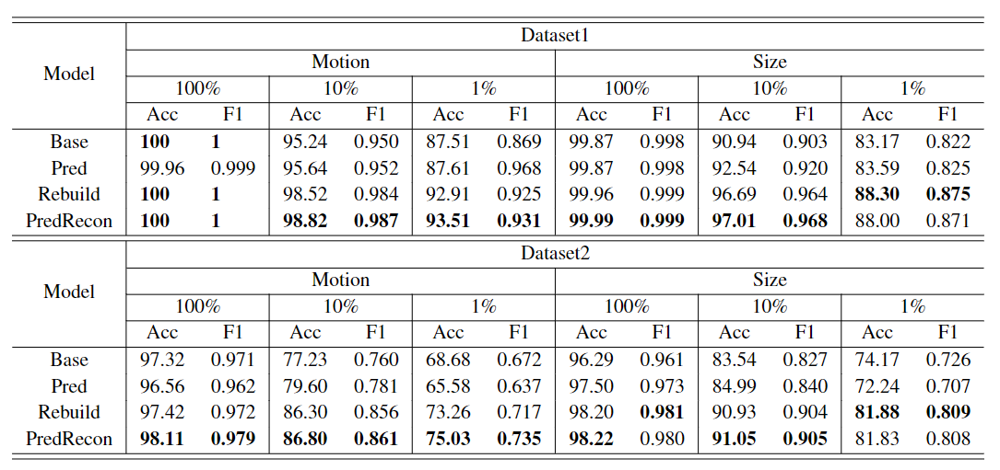 Dataset1
Model
Motion Size
100% 10% 1% 100% 10% 1%
Acc F1 Acc F1 Acc F1 Acc F1 Acc F1 Acc F1
Base 100 1 95.24 0.950 87.51 0.869 99.87 0.998 90.94 0.903 83.17 0.822
Pred 99.96 0.999 95.64 0.952 87.61 0.968 99.87 0.998 92.54 0.920 83.59 0.825
Rebuild 100 1 98.52 0.984 92.91 0.925 99.96 0.999 96.69 0.964 88.30 0.875
PredRecon 100 1 98.82 0.987 93.51 0.931 99.99 0.999 97.01 0.968 88.00 0.871
Dataset2
Model
Motion Size
100% 10% 1% 100% 10% 1%
Acc F1 Acc F1 Acc F1 Acc F1 Acc F1 Acc F1
Base 97.32 0.971 77.23 0.760 68.68 0.672 96.29 0.961 83.54 0.827 74.17 0.726
Pred 96.56 0.962 79.60 0.781 65.58 0.637 97.50 0.973 84.99 0.840 72.24 0.707
Rebuild 97.42 0.972 86.30 0.856 73.26 0.717 98.20 0.981 90.93 0.904 81.88 0.809
PredRecon 98.11 0.979 86.80 0.861 75.03 0.735 98.22 0.980 91.05 0.905 81.83 0.808